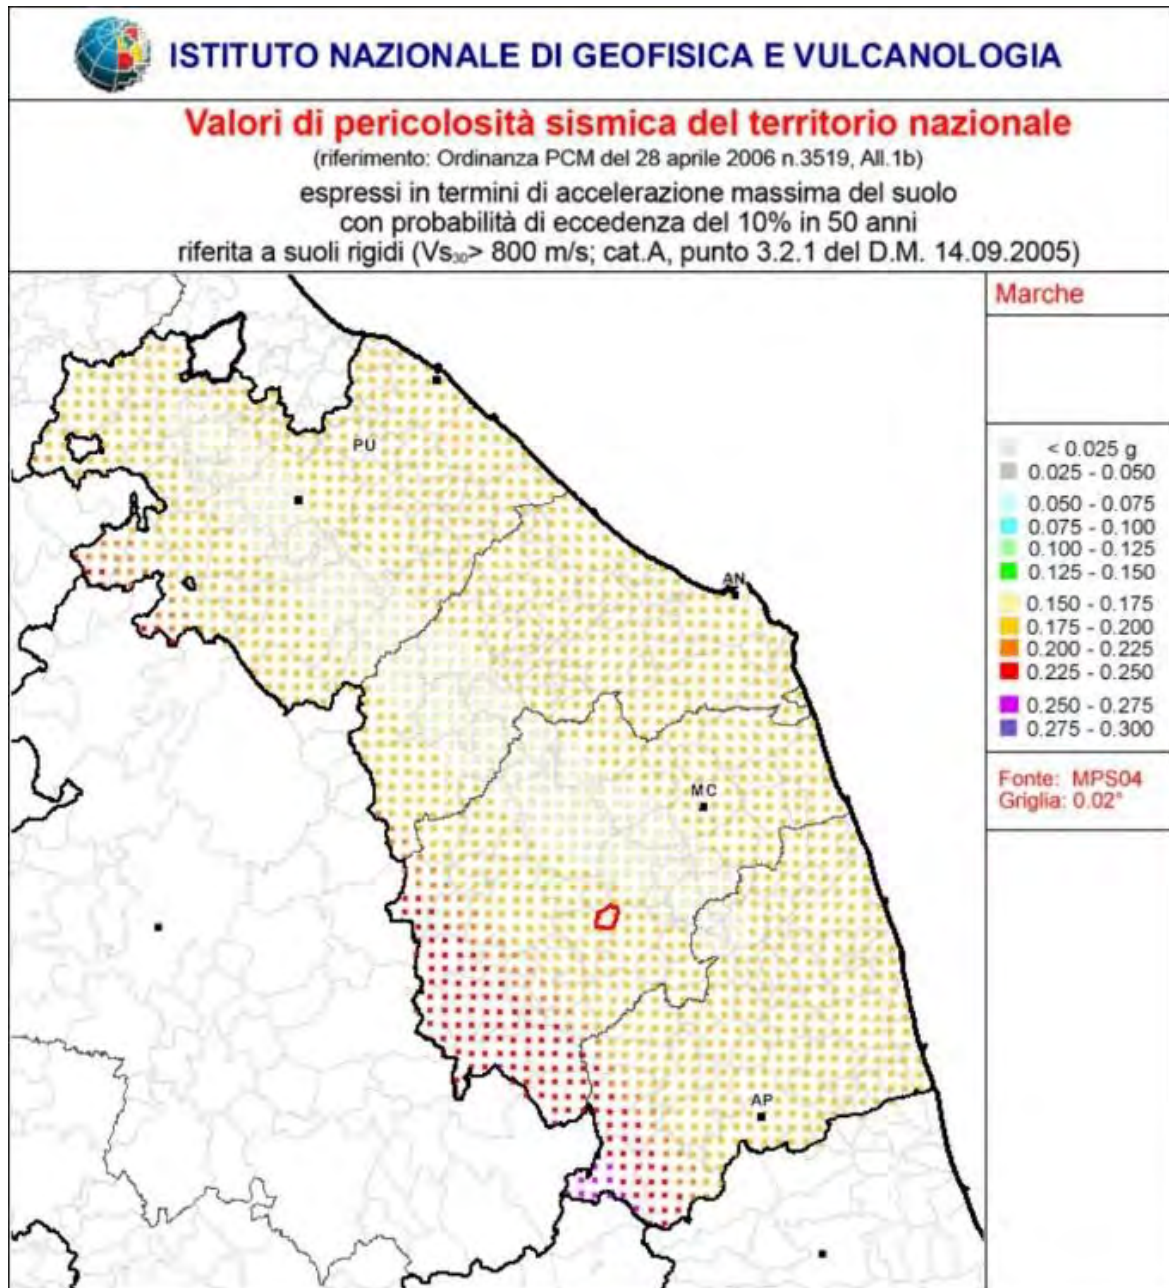 ISTITUTO NAZIONALE DI GEOFISICA E VULCANOLOGIA
Valori di pericolosità sismica del territorio nazionale
(riferimento: Ordinanza PCM del 28 aprile 2006 n.3519, All.1b)
espressi in termini di accelerazione massima del suolo
con probabilità di eccedenza del 10% in 50 anni
riferita a suoli rigidi (Vs₃₀> 800 m/s; cat.A, punto 3.2.1 del D.M. 14.09.2005)
Marche
PU
AN
MC
AP
< 0.025 g
0.025 - 0.050
0.050 - 0.075
0.075 - 0.100
0.100 - 0.125
0.125 - 0.150
0.150 - 0.175
0.175 - 0.200
0.200 - 0.225
0.225 - 0.250
0.250 - 0.275
0.275 - 0.300
Fonte: MPS04
Griglia: 0.02°